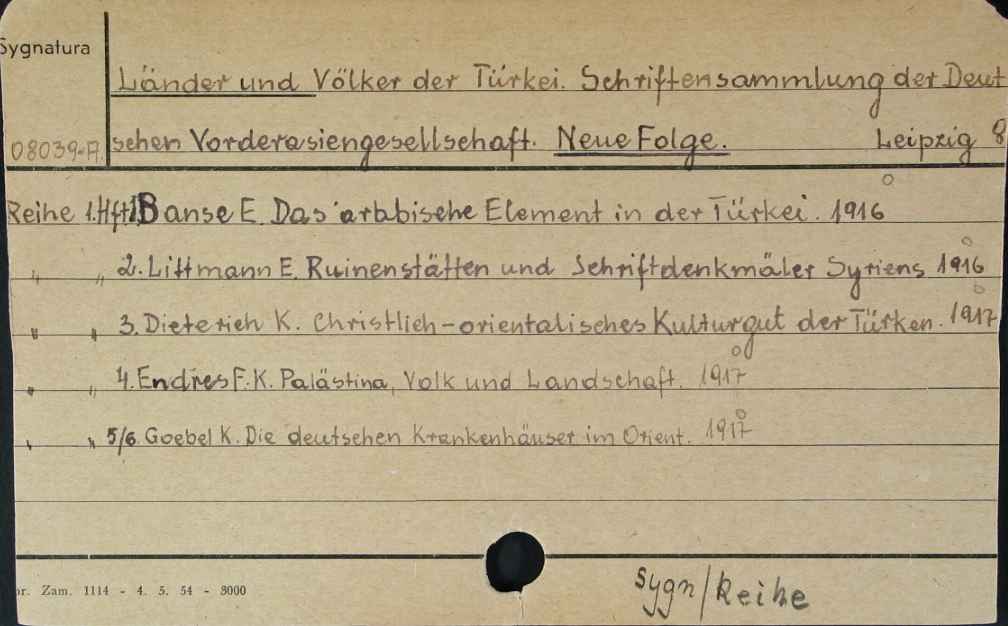 Sygnatura
Länder und Völker der Türkei. Schriftensammlung der Deut
08039-A. schen Vorderasiengesellschaft. Neue Folge. Leipzig 8
Reihe 1.Hft 1. Banse E. Das arabische Element in der Türkei. 1916
" " 2. Littmann E. Ruinenstätten und Schriftdenkmäler Syriens 1916
" " 3. Dieterich K. Christlich-orientalisches Kulturgut der Türken. 1917
" " 4. Endres F.K. Palästina, Volk und Landschaft. 1917
" " 5/6. Goebel K. Die deutschen Krankenhäuser im Orient. 1917
Zam. 1114 - 4. 5. 54 - 3000
sygn/Reihe